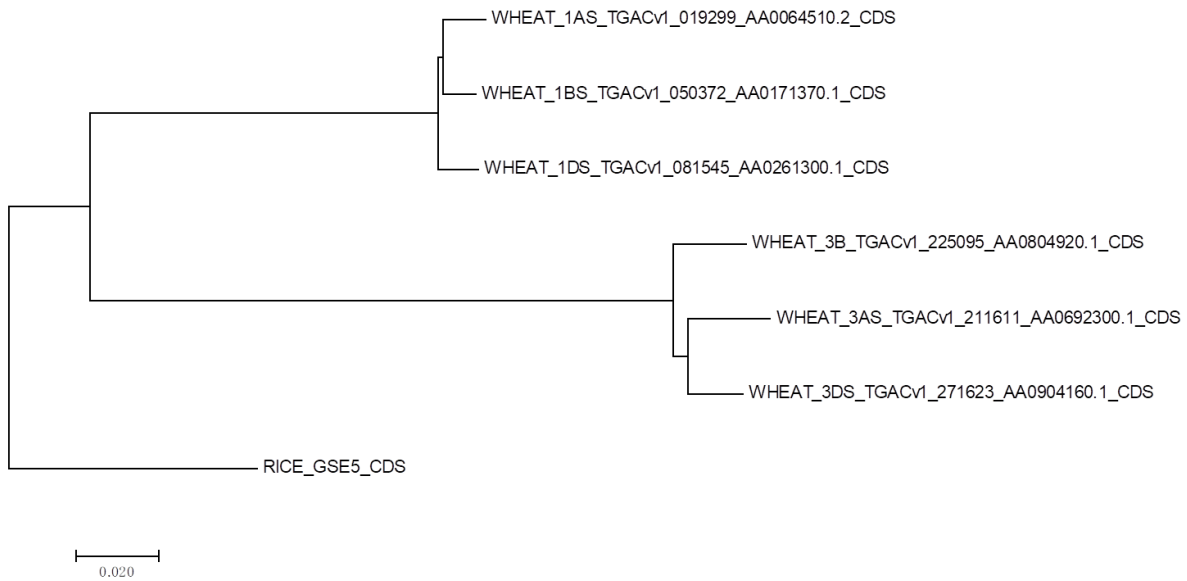 WHEAT_1AS_TGACv1_019299_AA0064510.2_CDS
WHEAT_1BS_TGACv1_050372_AA0171370.1_CDS
WHEAT_1DS_TGACv1_081545_AA0261300.1_CDS
WHEAT_3B_TGACv1_225095_AA0804920.1_CDS
WHEAT_3AS_TGACv1_211611_AA0692300.1_CDS
WHEAT_3DS_TGACv1_271623_AA0904160.1_CDS
RICE_GSE5_CDS
0.020